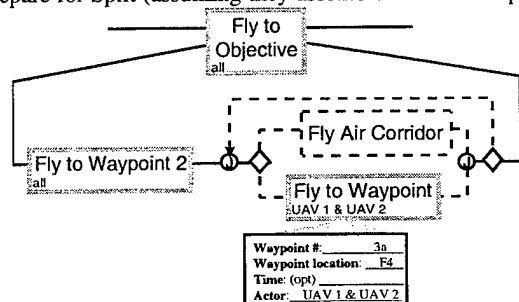 Fly to
Objective
all
Fly to Waypoint 2
all
Fly Air Corridor
Fly to Waypoint
UAV 1 & UAV 2
Waypoint #: 3a
Waypoint location: F4
Time: (opt)
Actor: UAV 1 & UAV 2